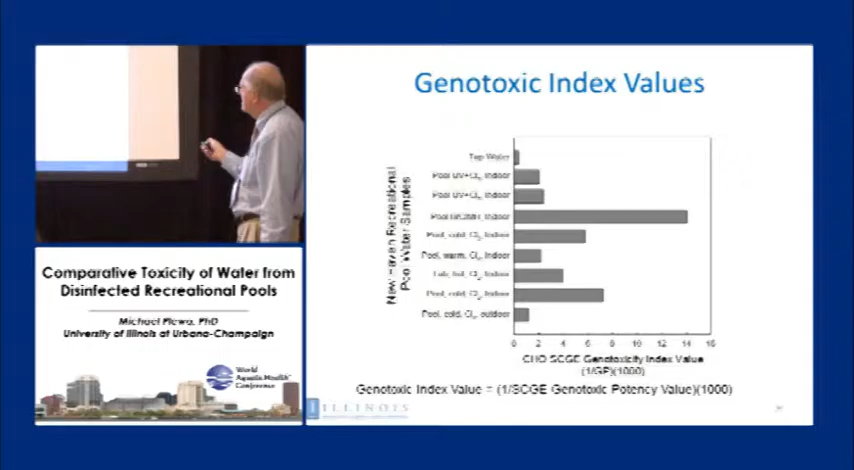 Genotoxic Index Values
New Haven Recreational
Pool Water Samples
Tap Water
Pool UV+Cl₂, Indoor
Pool UV+Cl₂, Indoor
Pool Indoor
Pool, cold, Cl₂, Indoor
Pool, warm, Cl₂, Indoor
Tub, hot, Cl₂, Indoor
Pool, cold, Cl₂, Indoor
Pool, cold, Cl₂, outdoor
0 2 4 6 8 10 12 14 16
CHO SCGE Genotoxicity Index Value
(1/GP)(1000)
Genotoxic Index Value = (1/SCGE Genotoxic Potency Value)(1000)
ILLINOIS
Comparative Toxicity of Water from
Disinfected Recreational Pools
Michael Plewa, PhD
University of Illinois at Urbana-Champaign
World
Aquatic Health™
Conference